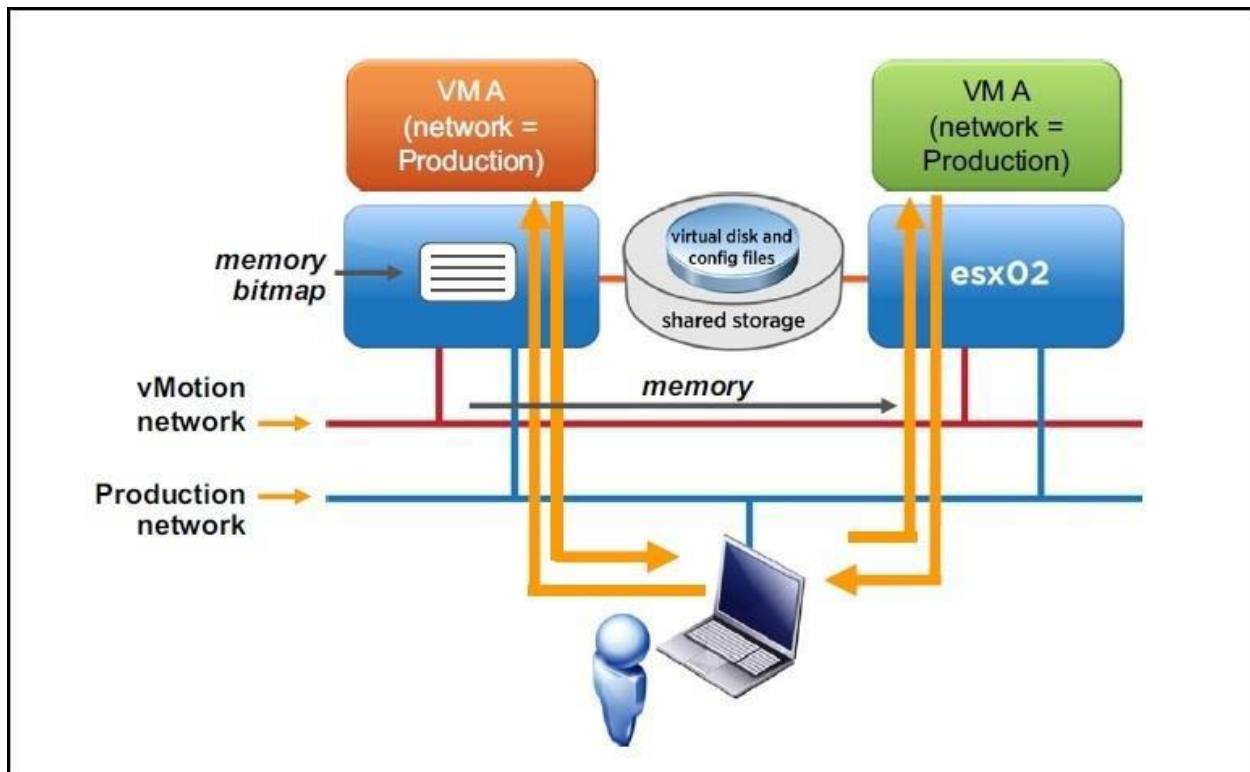 VM A
(network =
Production)
VM A
(network =
Production)
memory
bitmap
virtual disk and
config files
shared storage
esx02
vMotion
network
memory
Production
network